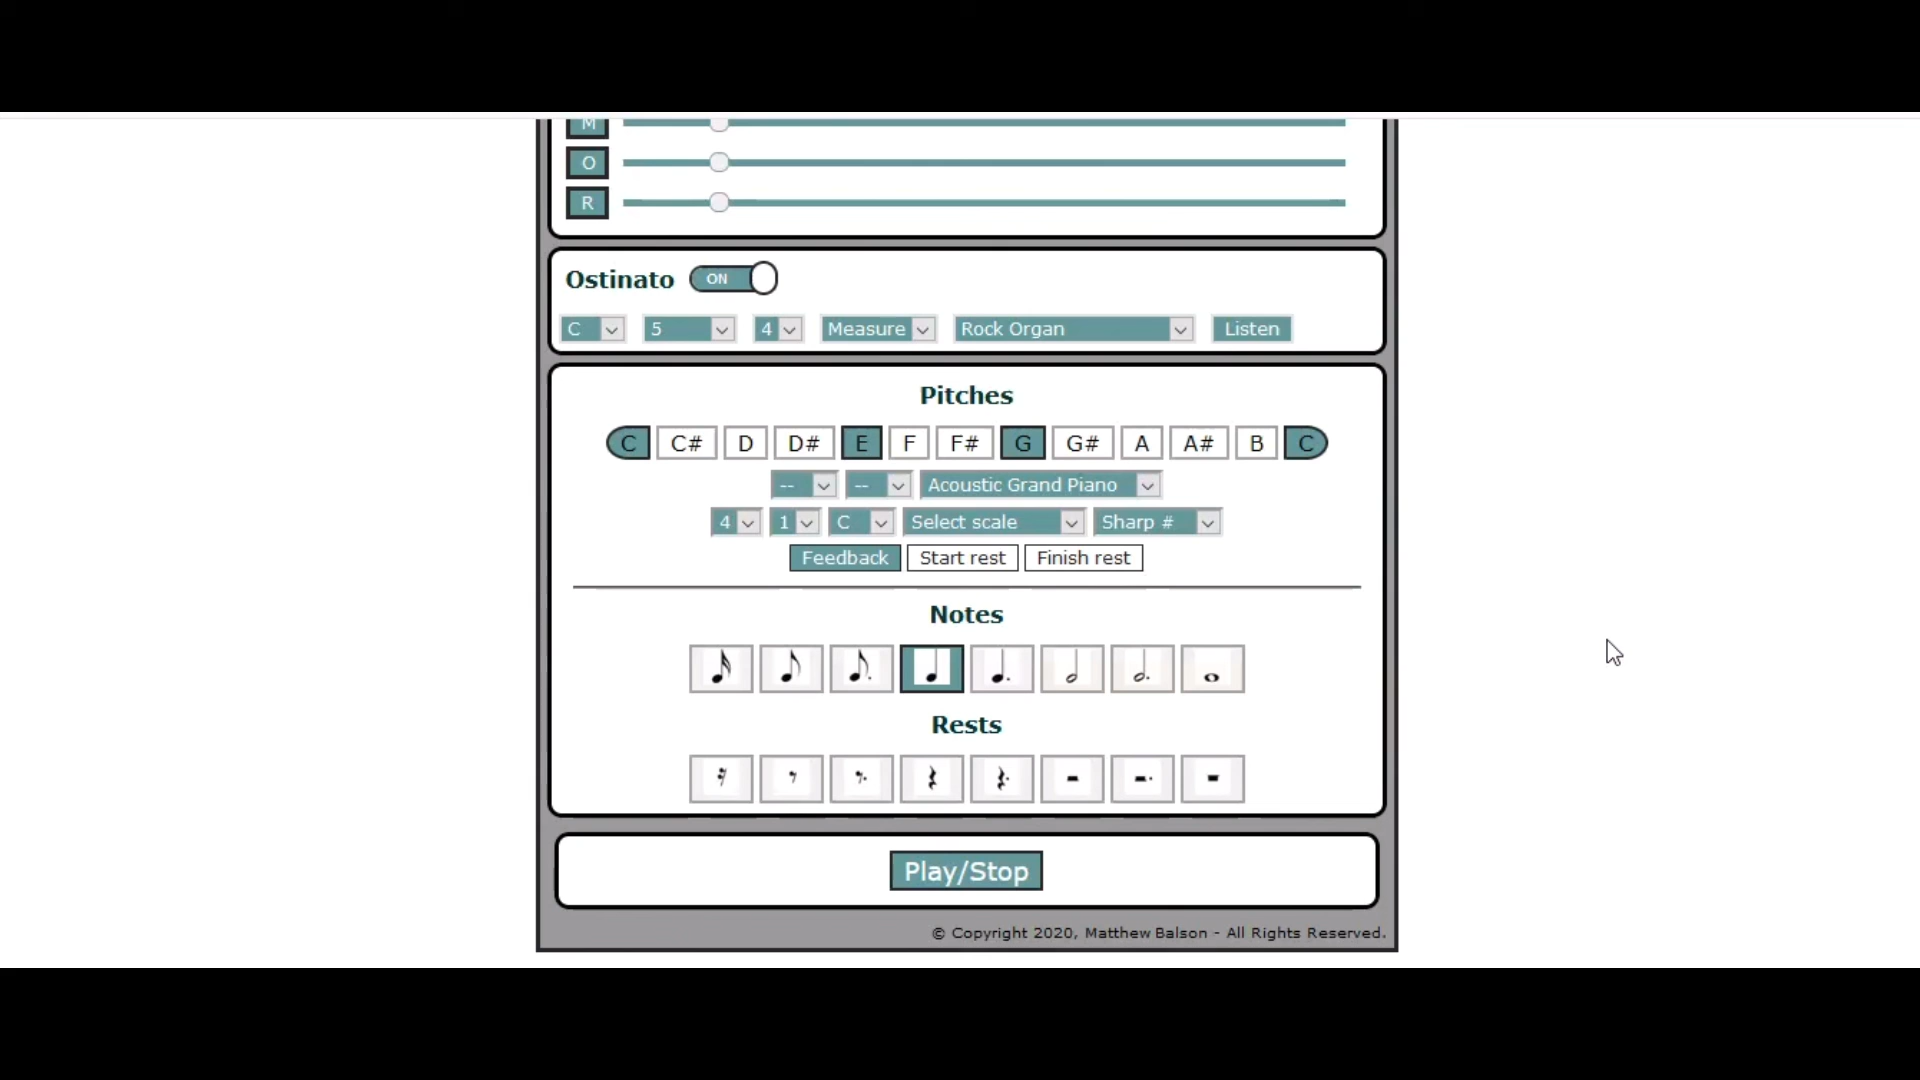 M
O
R
Ostinato ON
C 5 4 Measure Rock Organ Listen
Pitches
C C# D D# E F F# G G# A A# B C
-- -- Acoustic Grand Piano
4 1 C Select scale Sharp #
Feedback Start rest Finish rest
Notes
Rests
Play/Stop
© Copyright 2020, Matthew Balson - All Rights Reserved.